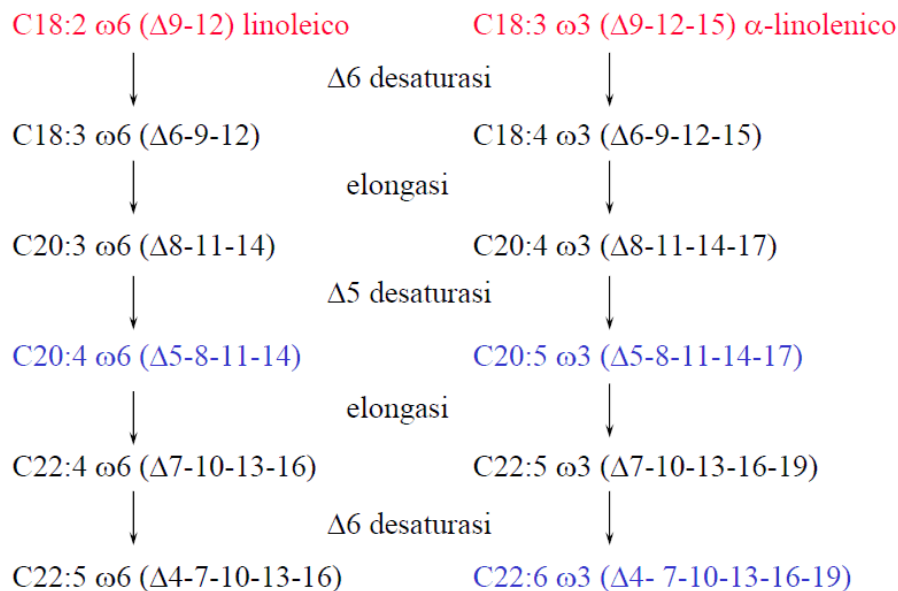 C18:2 ω6 (Δ9-12) linoleico C18:3 ω3 (Δ9-12-15) α-linolenico
Δ6 desaturasi
C18:3 ω6 (Δ6-9-12) C18:4 ω3 (Δ6-9-12-15)
elongasi
C20:3 ω6 (Δ8-11-14) C20:4 ω3 (Δ8-11-14-17)
Δ5 desaturasi
C20:4 ω6 (Δ5-8-11-14) C20:5 ω3 (Δ5-8-11-14-17)
elongasi
C22:4 ω6 (Δ7-10-13-16) C22:5 ω3 (Δ7-10-13-16-19)
Δ6 desaturasi
C22:5 ω6 (Δ4-7-10-13-16) C22:6 ω3 (Δ4- 7-10-13-16-19)